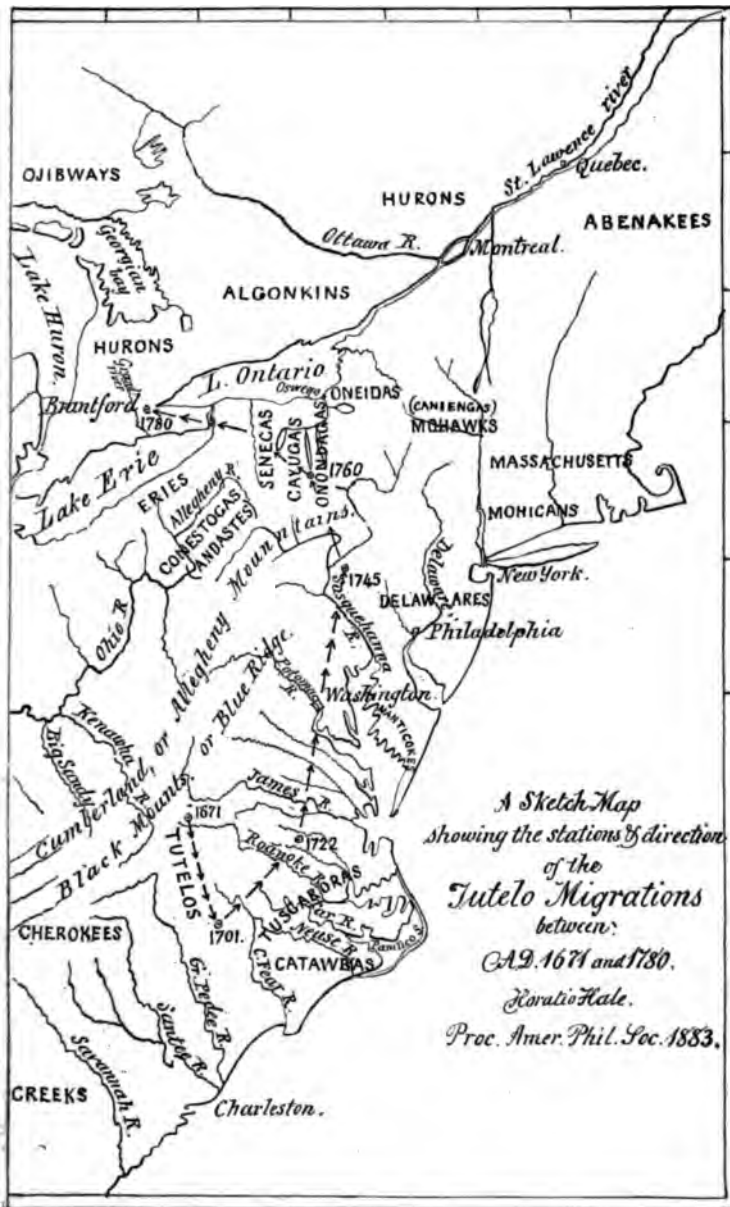 St. Lawrence river
Quebec.
OJIBWAYS
HURONS
ABENAKEES
Ottawa R.
Montreal.
Georgian bay
Lake Huron.
ALGONKINS
HURONS
L. Ontario
Oswego
ONEIDAS
Brantford
1780
(CANIENGAS)
MOHAWKS
SENECAS
CAYUGAS
ONONDAGAS
1760
MASSACHUSETTS
Lake Erie
ERIES
Allegheny R.
CONESTOGAS
(ANDASTES)
MOHICANS
New York.
1745
Delaware
DELAWARES
Philadelphia
Susquehanna R.
Ohio R
Potomac R.
Washington.
NANTICOKES
Kenawha R.
Big Sandy
Cumberland, or Allegheny Mountains.
Black Mounts or Blue Ridge.
James R.
1671
1722
TUTELOS
Roanoke R.
TUSCARORAS
Tar R.
Neuse R.
Pamlico S.
1701.
CATAWBAS
C. Fear R.
CHEROKEES
G. Pedee R.
Santee R.
Savannah R.
CREEKS
Charleston.
A Sketch Map
showing the stations & direction
of the
Tutelo Migrations
between
A.D. 1671 and 1780.
Horatio Hale.
Proc. Amer. Phil. Soc. 1883.